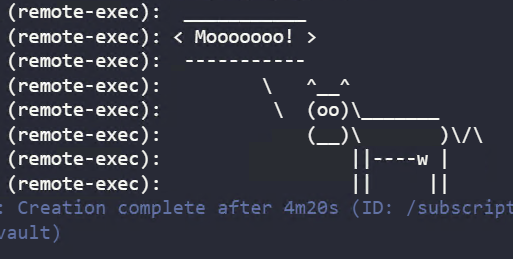 (remote-exec):  ___________
(remote-exec): < Mooooooo! >
(remote-exec):  -----------
(remote-exec):         \   ^__^
(remote-exec):          \  (oo)\_______
(remote-exec):             (__)\       )\/\
(remote-exec):                 ||----w |
(remote-exec):                 ||     ||
: Creation complete after 4m20s (ID: /subscript
vault)